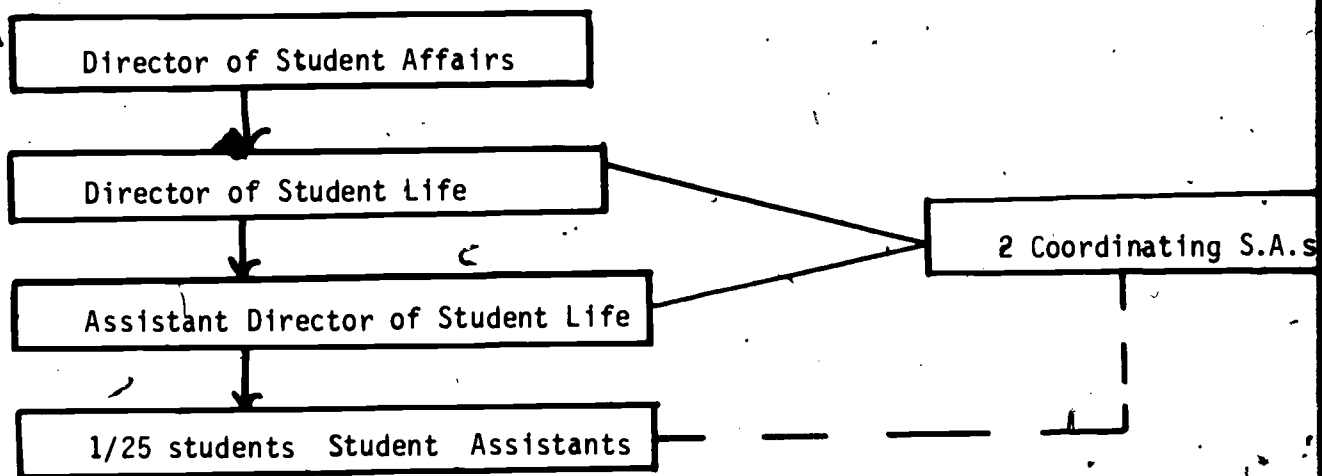 Director of Student Affairs
Director of Student Life
2 Coordinating S.A.s
Assistant Director of Student Life
1/25 students Student Assistants